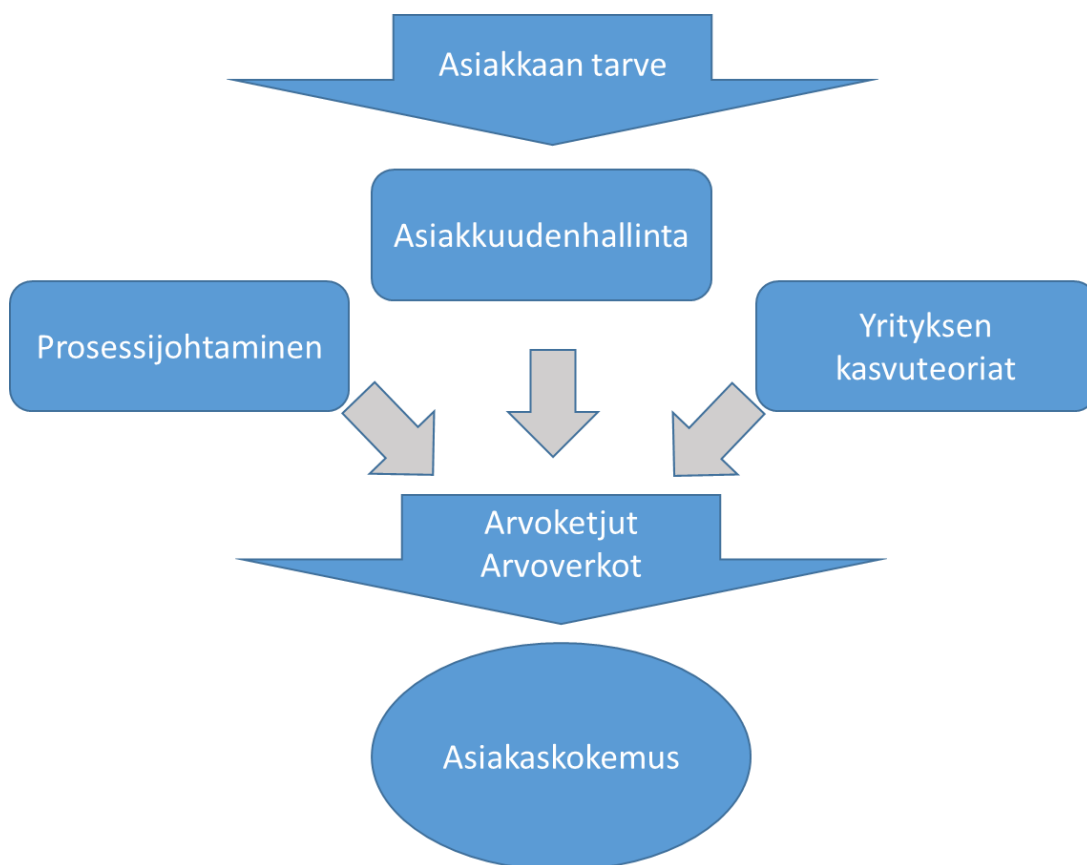 Asiakkaan tarve
Asiakkuudenhallinta
Prosessijohtaminen
Yrityksen
kasvuteoriat
Arvoketjut
Arvoverkot
Asiakaskokemus